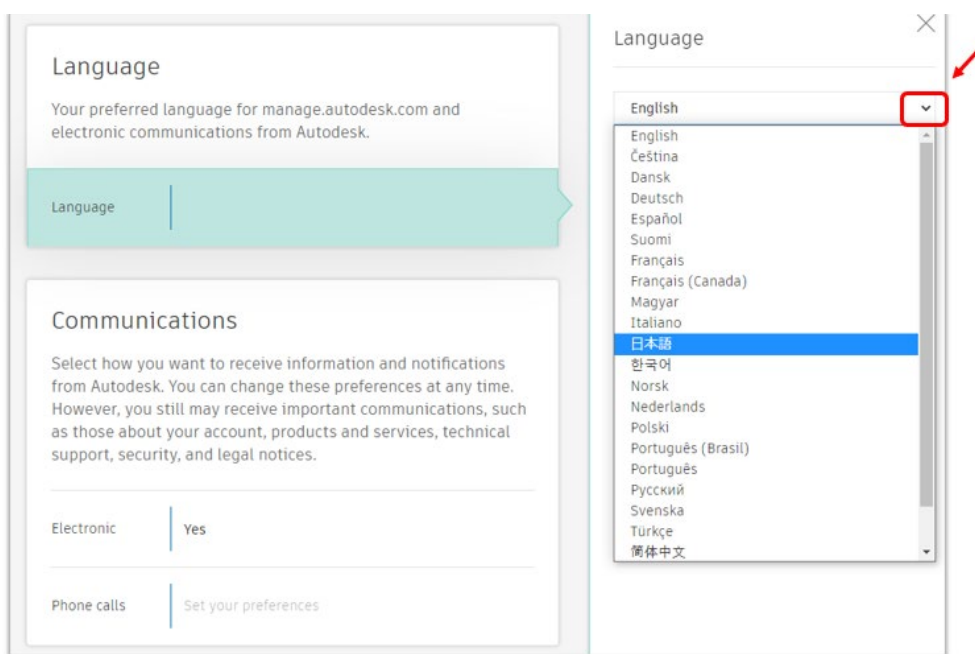 Language
Your preferred language for manage.autodesk.com and
electronic communications from Autodesk.
Language
Communications
Select how you want to receive information and notifications
from Autodesk. You can change these preferences at any time.
However, you still may receive important communications, such
as those about your account, products and services, technical
support, security, and legal notices.
Electronic
Yes
Phone calls
Set your preferences
Language
English
English
Čeština
Dansk
Deutsch
Español
Suomi
Français
Français (Canada)
Magyar
Italiano
日本語
한국어
Norsk
Nederlands
Polski
Português (Brasil)
Português
Русский
Svenska
Türkçe
简体中文